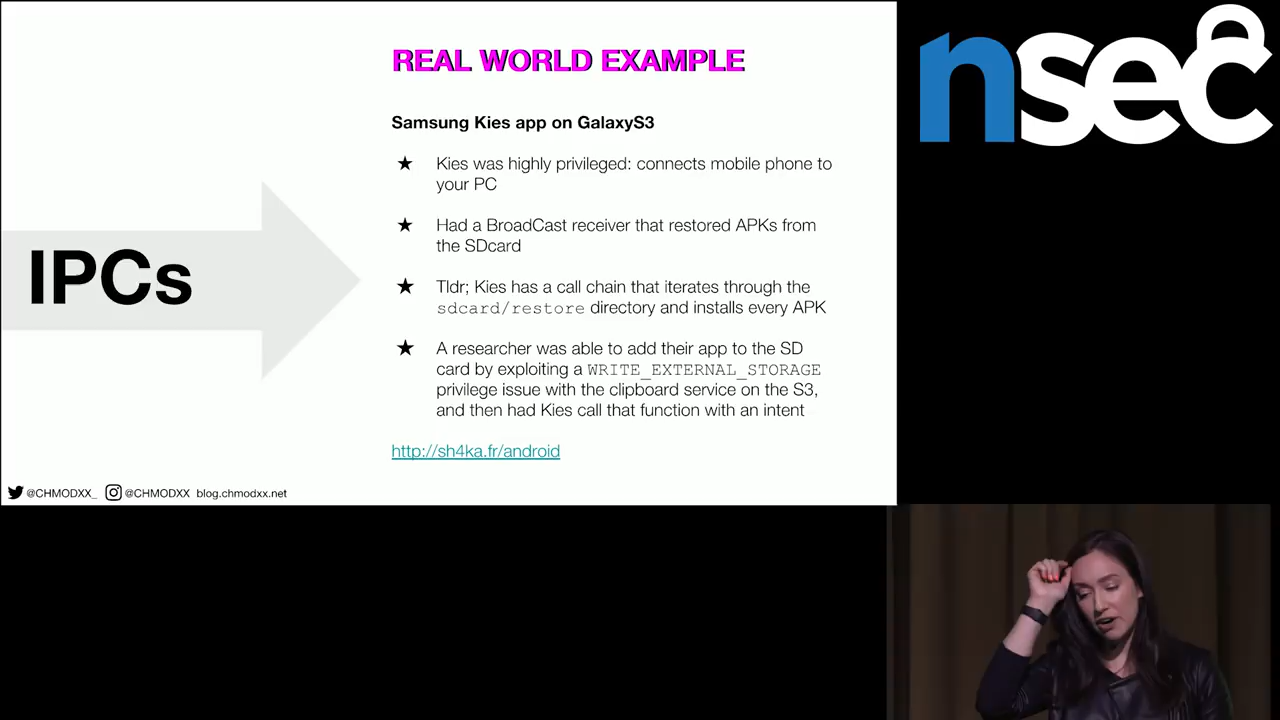 REAL WORLD EXAMPLE
nsec
Samsung Kies app on GalaxyS3
★ Kies was highly privileged: connects mobile phone to
your PC
★ Had a BroadCast receiver that restored APKs from
the SDcard
★ Tldr; Kies has a call chain that iterates through the
sdcard/restore directory and installs every APK
★ A researcher was able to add their app to the SD
card by exploiting a WRITE_EXTERNAL_STORAGE
privilege issue with the clipboard service on the S3,
and then had Kies call that function with an intent
http://sh4ka.fr/android
IPCs
@CHMODXX_ @CHMODXX blog.chmodxx.net